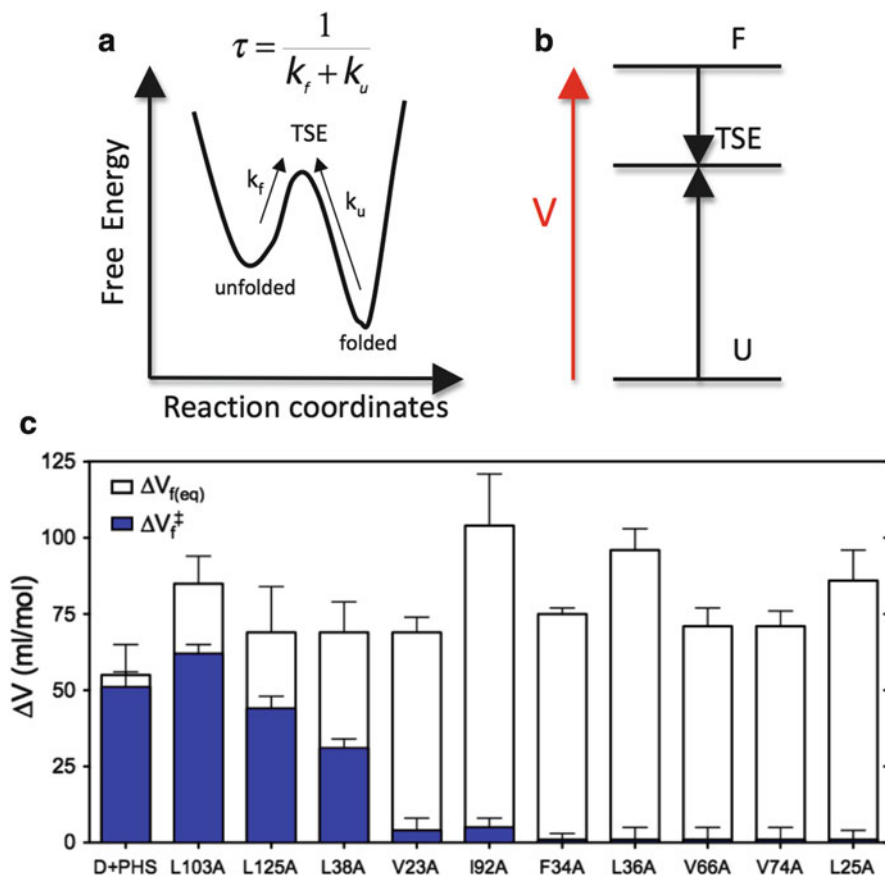 a
τ = 1 / (k_f + k_u)
Free Energy
TSE
k_f
k_u
unfolded
folded
Reaction coordinates
b
V
F
TSE
U
c
ΔV (ml/mol)
125
100
75
50
25
0
ΔV_f(eq)
ΔV_f^‡
D+PHS L103A L125A L38A V23A I92A F34A L36A V66A V74A L25A